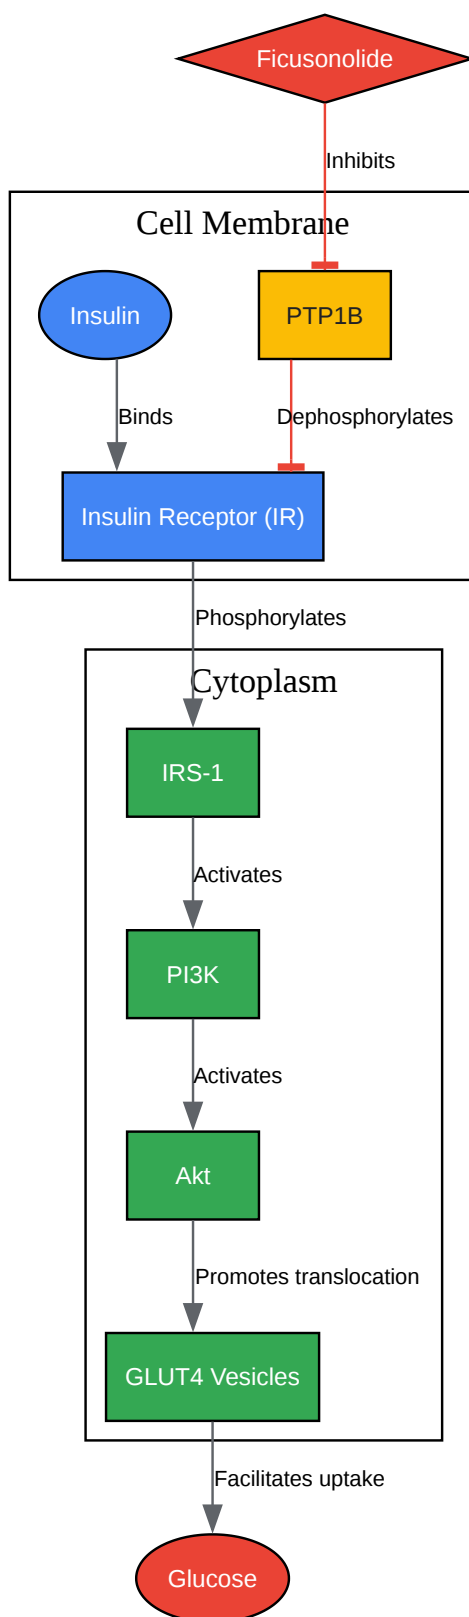 Ficusonolide
Inhibits
Cell Membrane
Insulin
PTP1B
Binds
Dephosphorylates
Insulin Receptor (IR)
Phosphorylates
Cytoplasm
IRS-1
Activates
PI3K
Activates
Akt
Promotes translocation
GLUT4 Vesicles
Facilitates uptake
Glucose